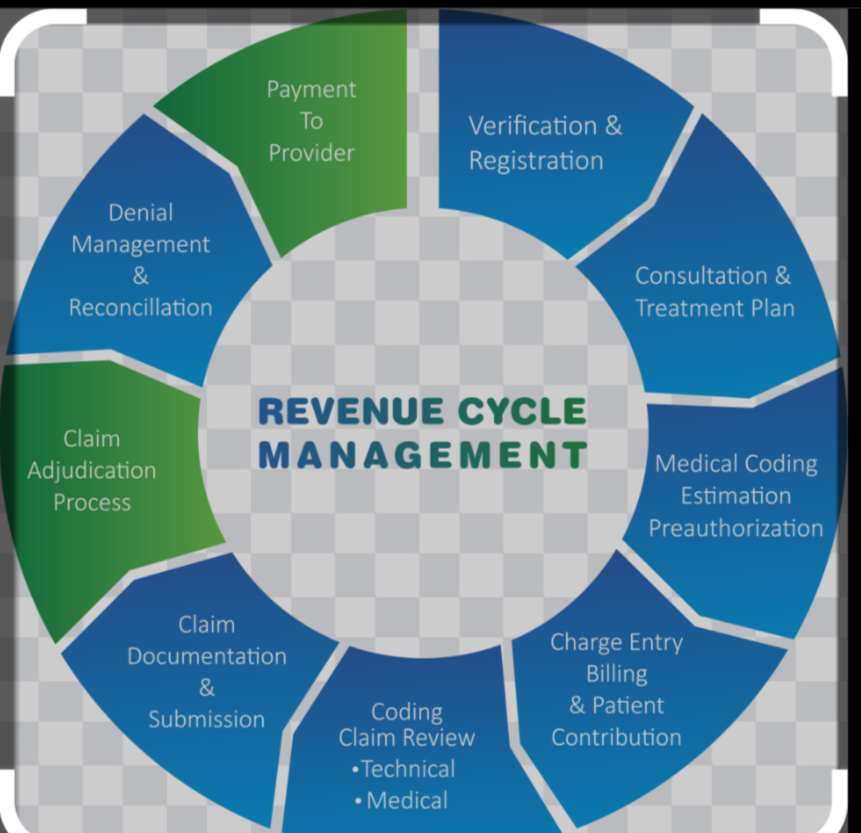 Verification &
Registration
Consultation &
Treatment Plan
Medical Coding
Estimation
Preauthorization
Charge Entry
Billing
& Patient
Contribution
Coding
Claim Review
•Technical
•Medical
Claim
Documentation
&
Submission
Claim
Adjudication
Process
Denial
Management
&
Reconcillation
Payment
To
Provider
REVENUE CYCLE
MANAGEMENT